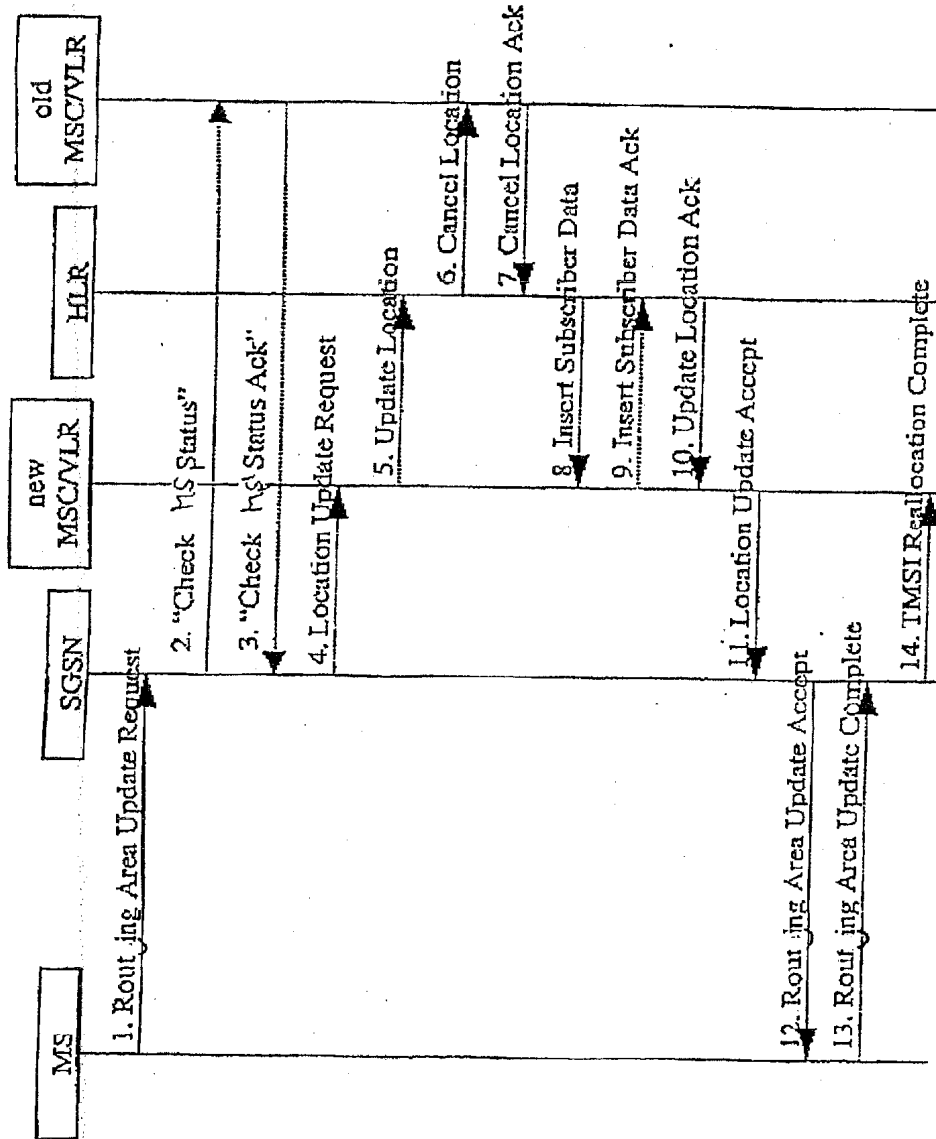 MS
SGSN
new
MSC/VLR
HLR
old
MSC/VLR
1. Routing Area Update Request
2. "Check MS Status"
3. "Check MS Status Ack"
4. Location Update Request
5. Update Location
6. Cancel Location
7. Cancel Location Ack
8. Insert Subscriber Data
9. Insert Subscriber Data Ack
10. Update Location Ack
11. Location Update Accept
12. Routing Area Update Accept
13. Routing Area Update Complete
14. TMSI Reallocation Complete